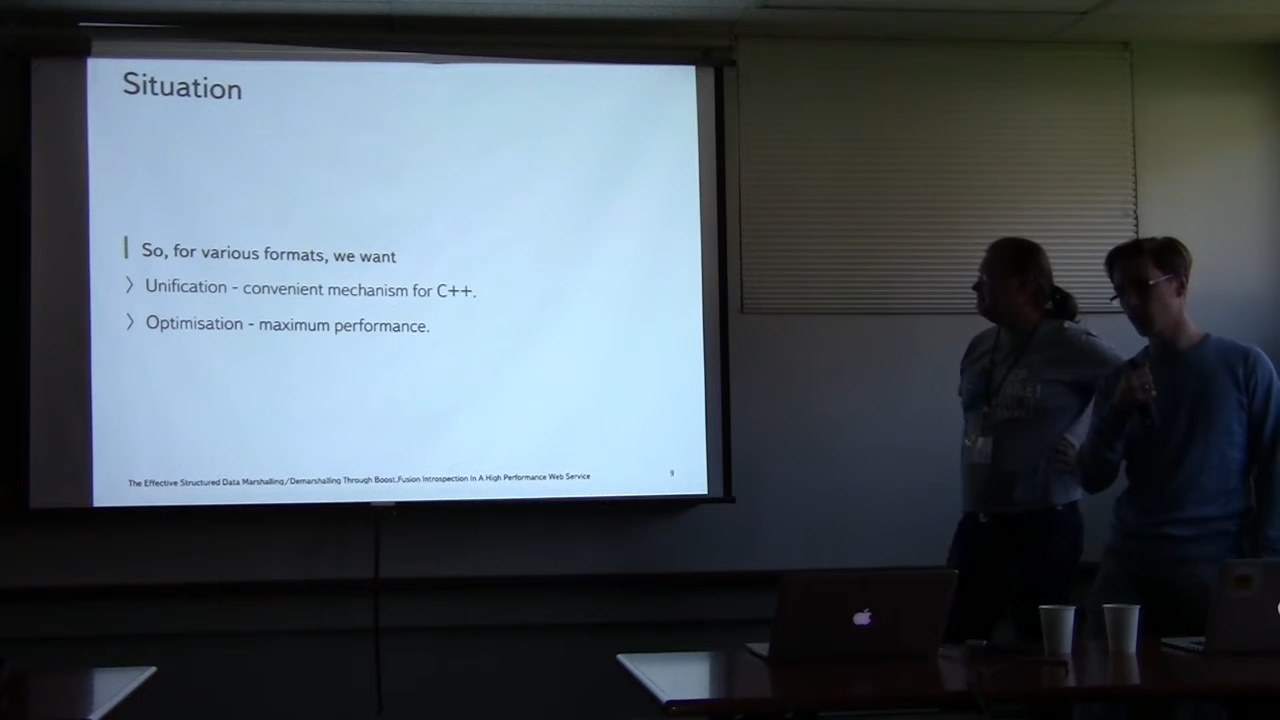 Situation
So, for various formats, we want
〉 Unification - convenient mechanism for C++.
〉 Optimisation - maximum performance.
The Effective Structured Data Marshalling/Demarshalling Through Boost.Fusion Introspection In A High Performance Web Service
9